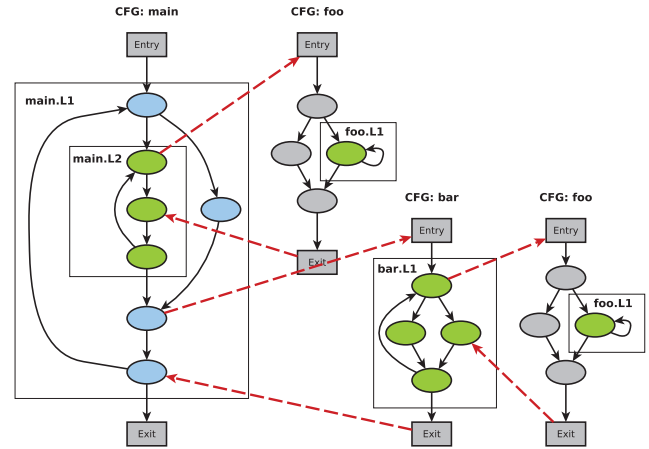 CFG: main
CFG: foo
Entry
Entry
main.L1
foo.L1
main.L2
CFG: bar
CFG: foo
Entry
Entry
Exit
bar.L1
foo.L1
Exit
Exit
Exit